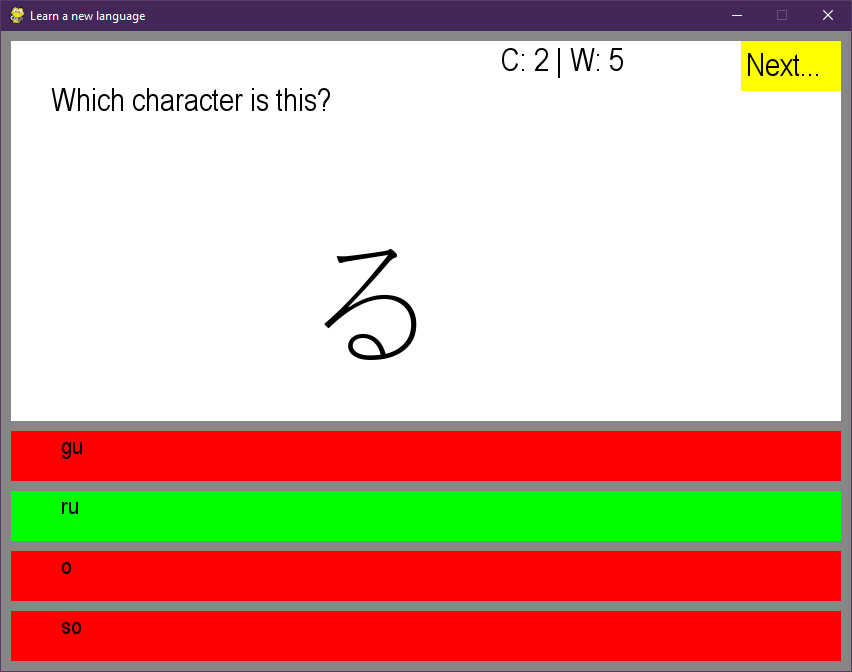 Learn a new language
C: 2 | W: 5
Next...
Which character is this?
る
gu
ru
o
so